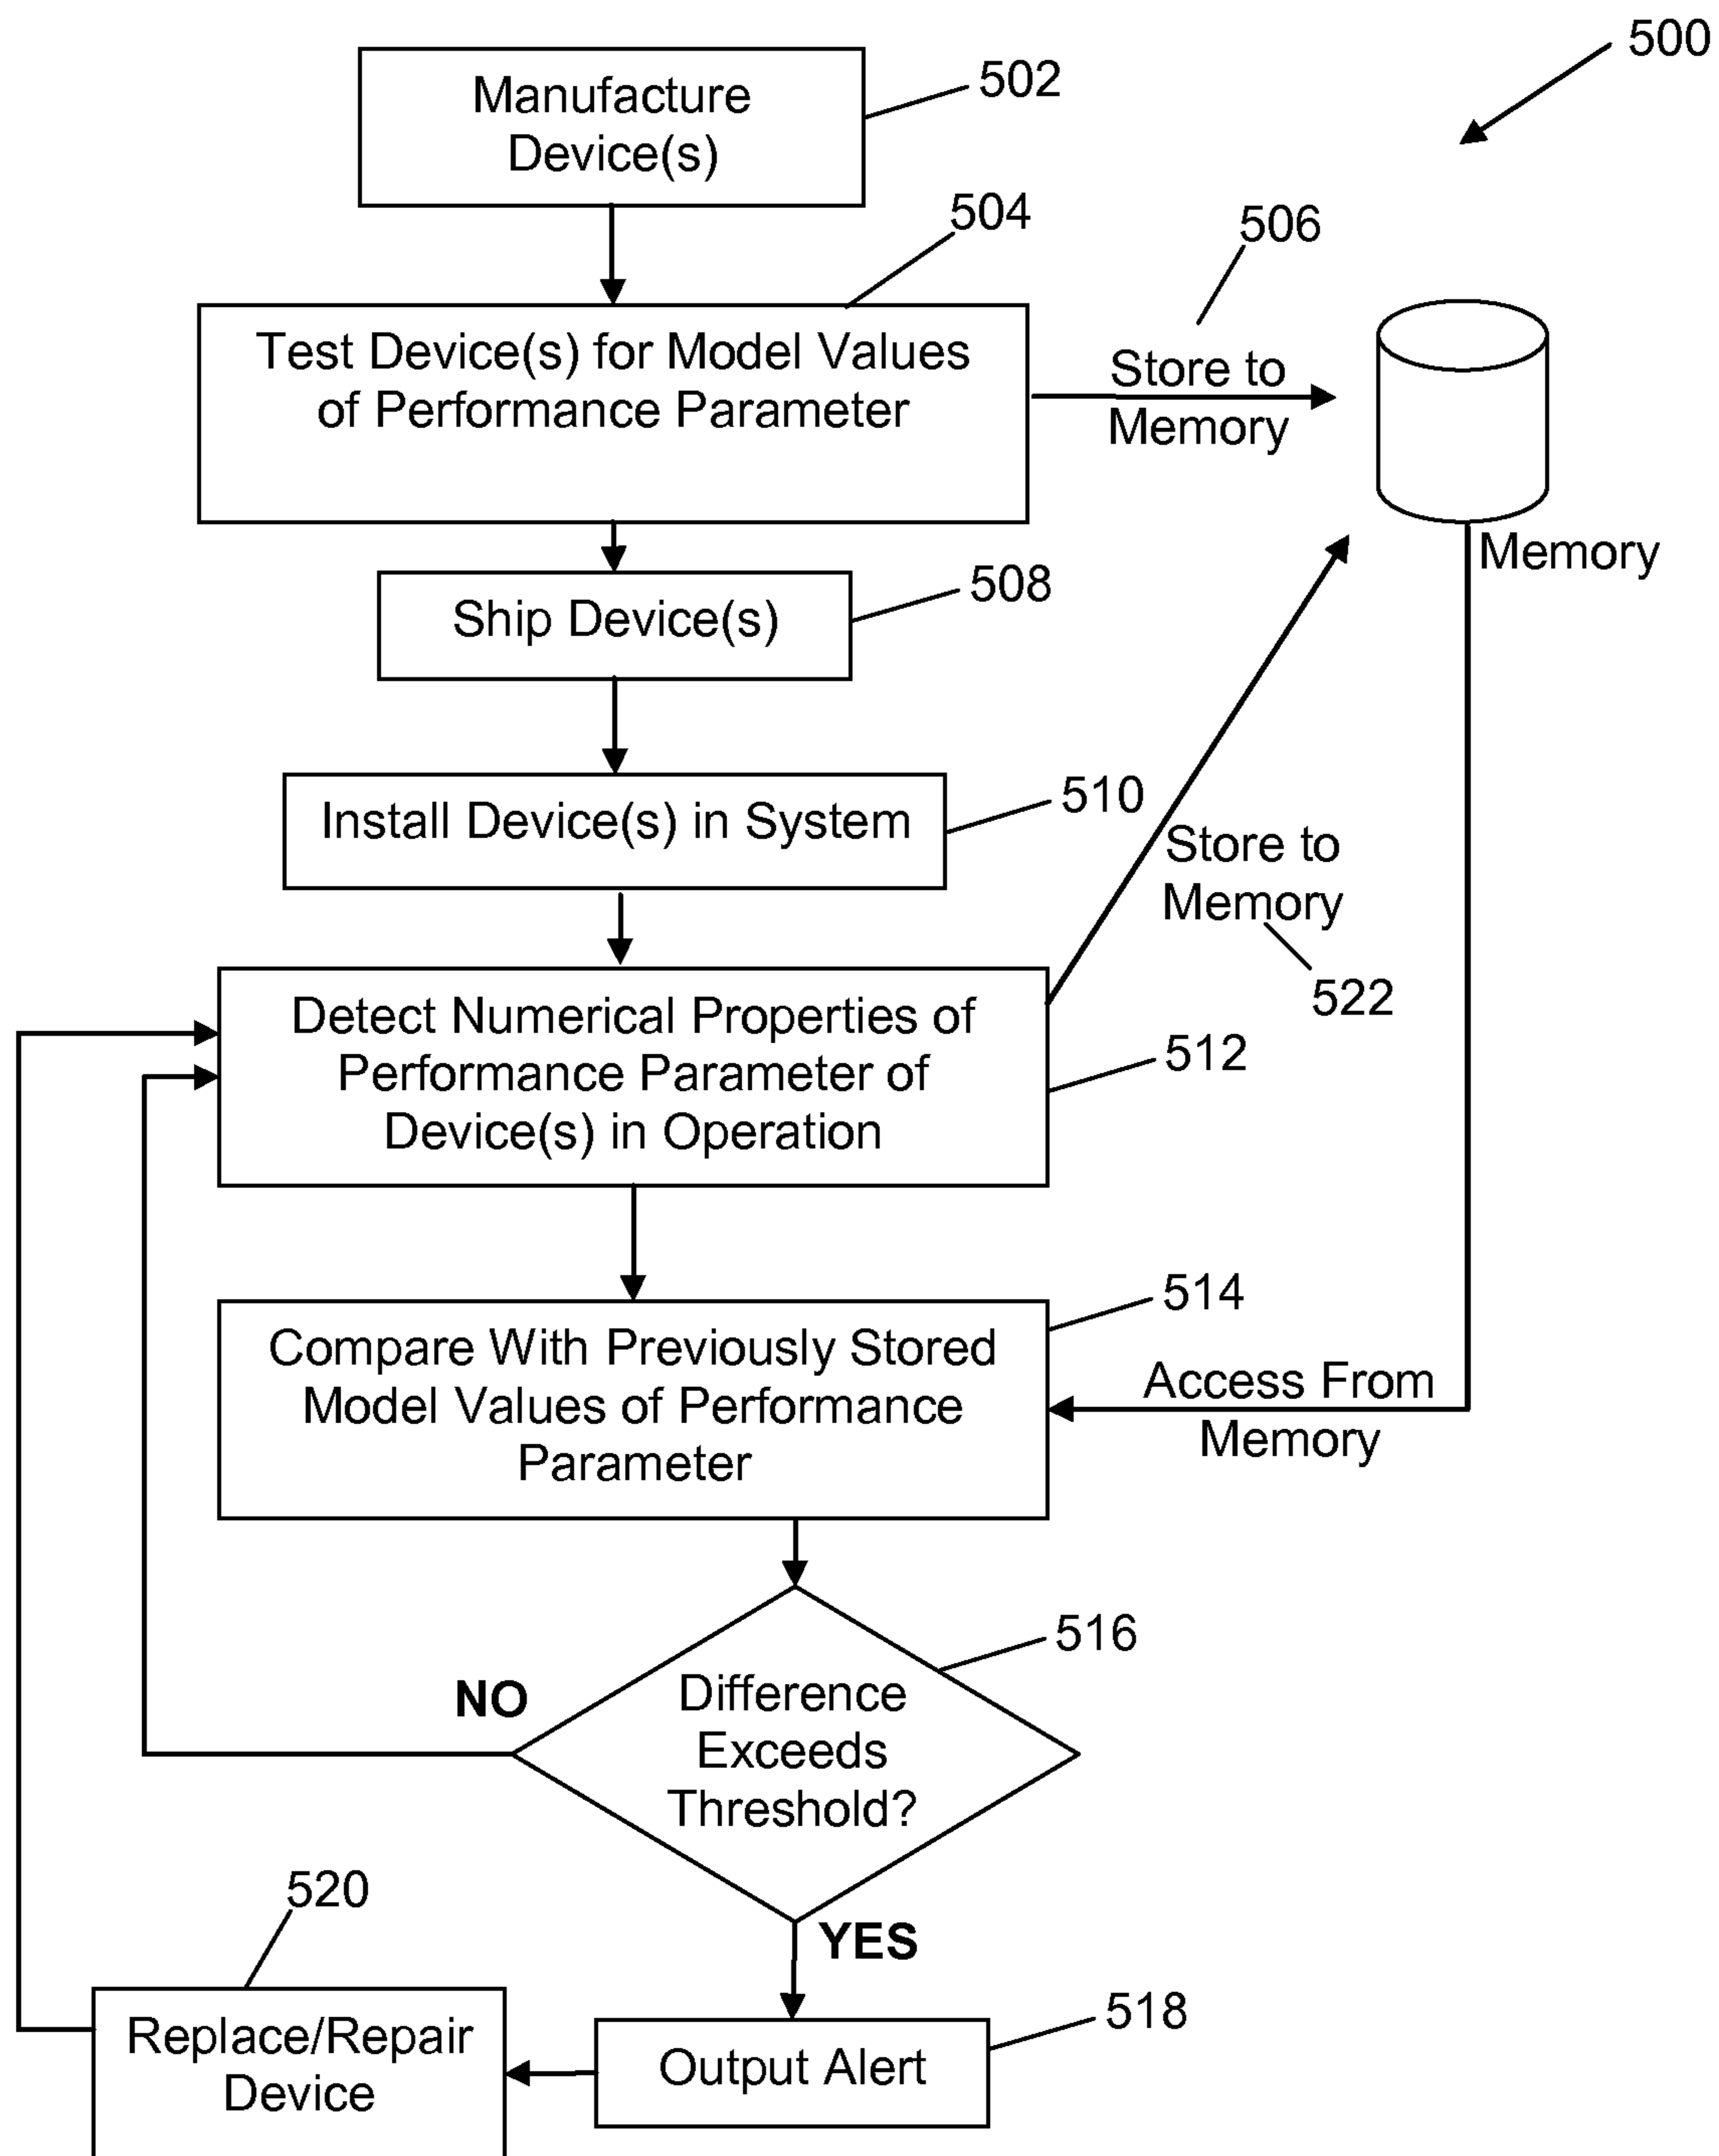 500
Manufacture
Device(s)
502
504
506
Test Device(s) for Model Values
of Performance Parameter
Store to
Memory
Memory
Ship Device(s)
508
Install Device(s) in System
510
Store to
Memory
522
Detect Numerical Properties of
Performance Parameter of
Device(s) in Operation
512
Compare With Previously Stored
Model Values of Performance
Parameter
514
Access From
Memory
516
Difference
Exceeds
Threshold?
NO
YES
520
Replace/Repair
Device
Output Alert
518